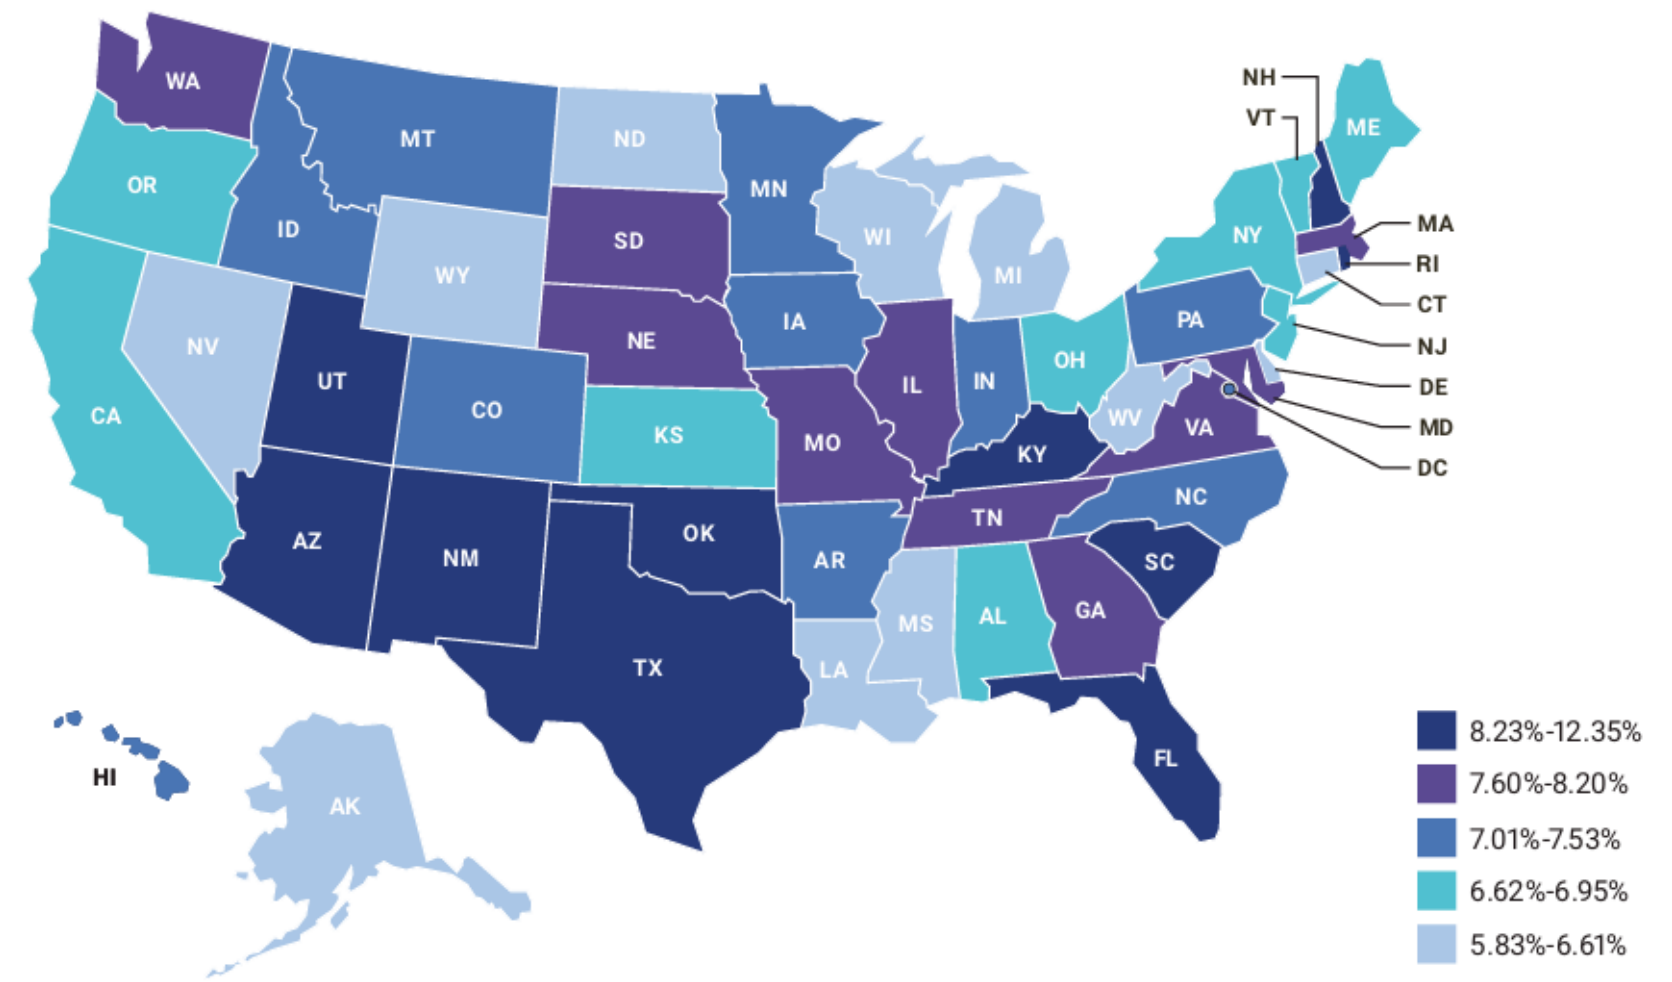 WA
MT
ND
MN
OR
ID
SD
WI
MI
WY
NH
VT
ME
NY
MA
RI
CT
NJ
DE
MD
DC
NV
UT
CO
NE
IA
IL
IN
OH
PA
CA
KS
MO
KY
WV
VA
AZ
NM
OK
AR
TN
NC
SC
TX
LA
MS
AL
GA
FL
HI
AK
8.23%-12.35%
7.60%-8.20%
7.01%-7.53%
6.62%-6.95%
5.83%-6.61%